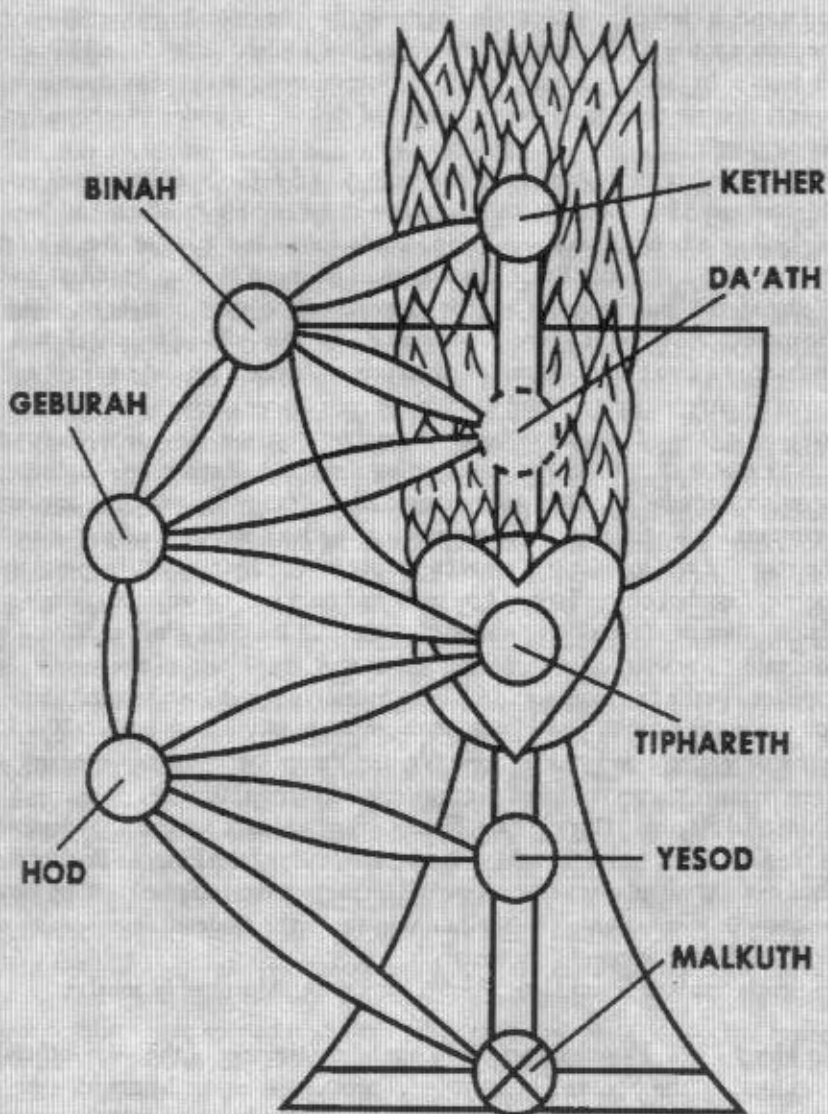 KETHER
BINAH
DA'ATH
GEBURAH
TIPHARETH
YESOD
HOD
MALKUTH